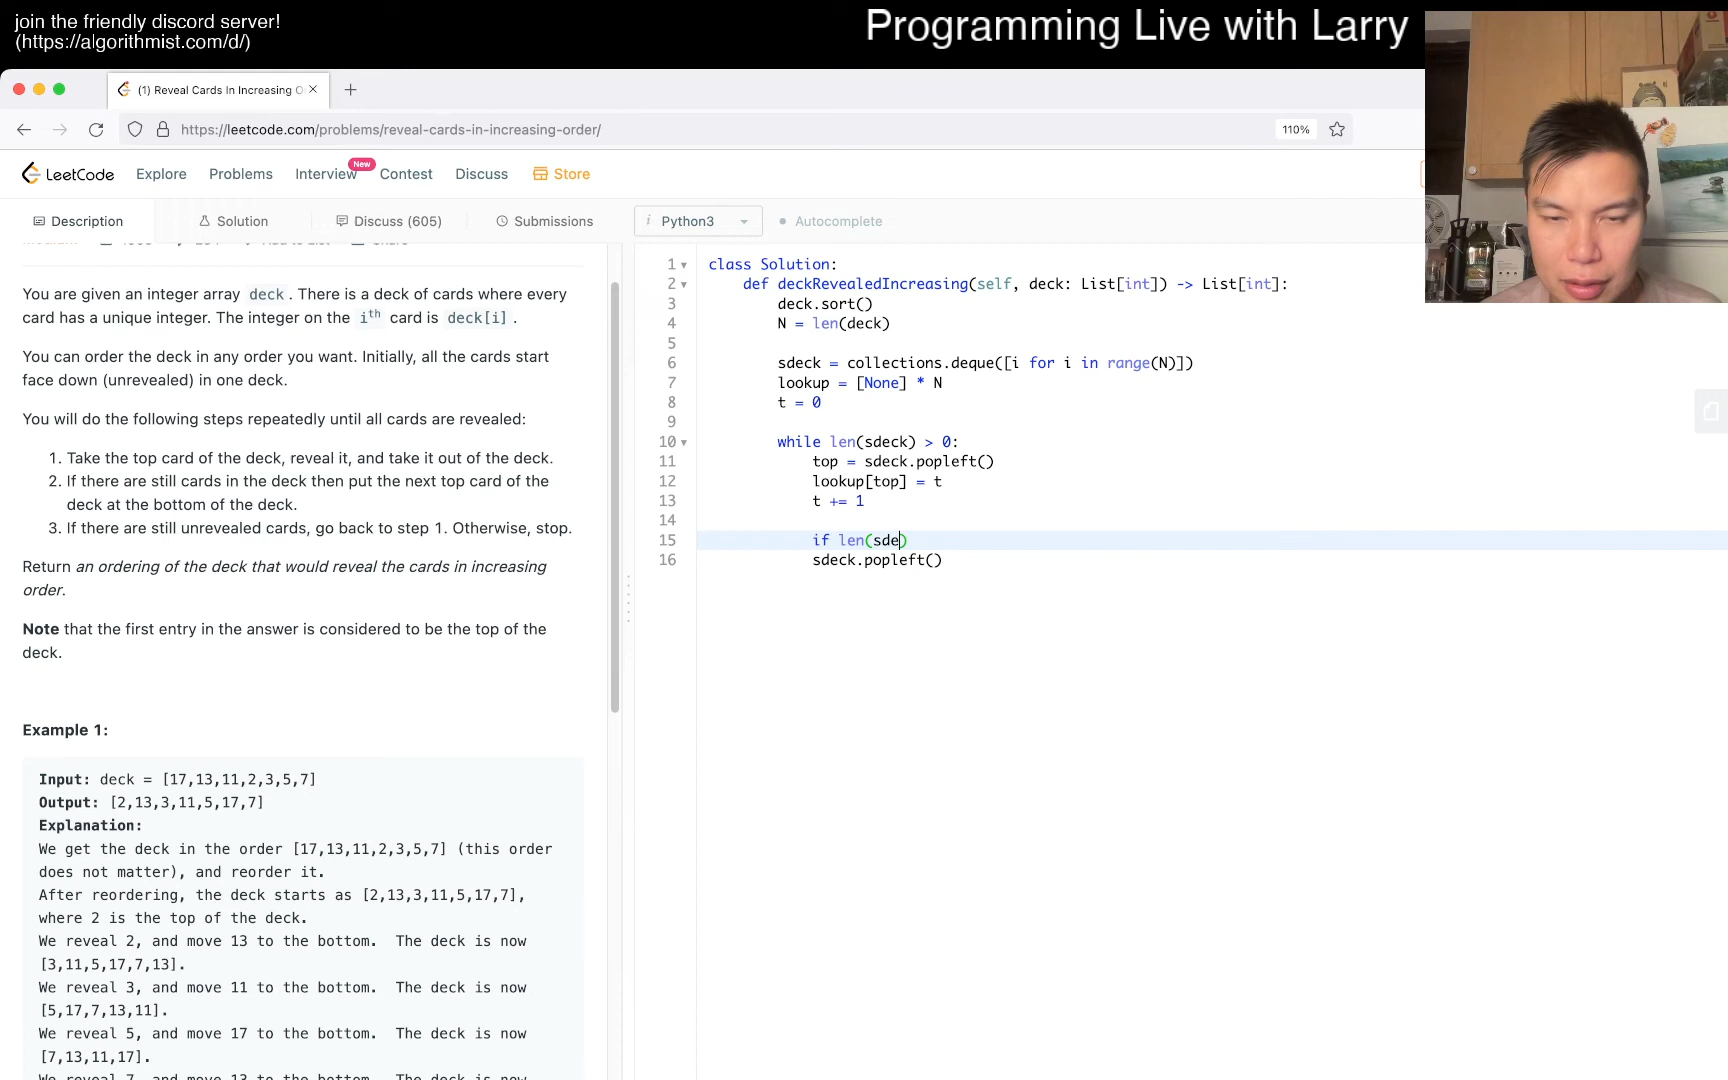 join the friendly discord server!
(https://algorithmist.com/d/)
Programming Live with Larry
(1) Reveal Cards In Increasing O
https://leetcode.com/problems/reveal-cards-in-increasing-order/
110%
LeetCode
Explore
Problems
Interview
New
Contest
Discuss
Store
Description
Solution
Discuss (605)
Submissions
i Python3
Autocomplete
You are given an integer array deck . There is a deck of cards where every
card has a unique integer. The integer on the ith card is deck[i] .
You can order the deck in any order you want. Initially, all the cards start
face down (unrevealed) in one deck.
You will do the following steps repeatedly until all cards are revealed:
1. Take the top card of the deck, reveal it, and take it out of the deck.
2. If there are still cards in the deck then put the next top card of the
deck at the bottom of the deck.
3. If there are still unrevealed cards, go back to step 1. Otherwise, stop.
Return an ordering of the deck that would reveal the cards in increasing
order.
Note that the first entry in the answer is considered to be the top of the
deck.
Example 1:
Input: deck = [17,13,11,2,3,5,7]
Output: [2,13,3,11,5,17,7]
Explanation:
We get the deck in the order [17,13,11,2,3,5,7] (this order
does not matter), and reorder it.
After reordering, the deck starts as [2,13,3,11,5,17,7],
where 2 is the top of the deck.
We reveal 2, and move 13 to the bottom.  The deck is now
[3,11,5,17,7,13].
We reveal 3, and move 11 to the bottom.  The deck is now
[5,17,7,13,11].
We reveal 5, and move 17 to the bottom.  The deck is now
[7,13,11,17].
We reveal 7, and move 13 to the bottom.  The deck is now
1 class Solution:
2 def deckRevealedIncreasing(self, deck: List[int]) -> List[int]:
3 deck.sort()
4 N = len(deck)
5
6 sdeck = collections.deque([i for i in range(N)])
7 lookup = [None] * N
8 t = 0
9
10 while len(sdeck) > 0:
11 top = sdeck.popleft()
12 lookup[top] = t
13 t += 1
14
15 if len(sde)
16 sdeck.popleft()